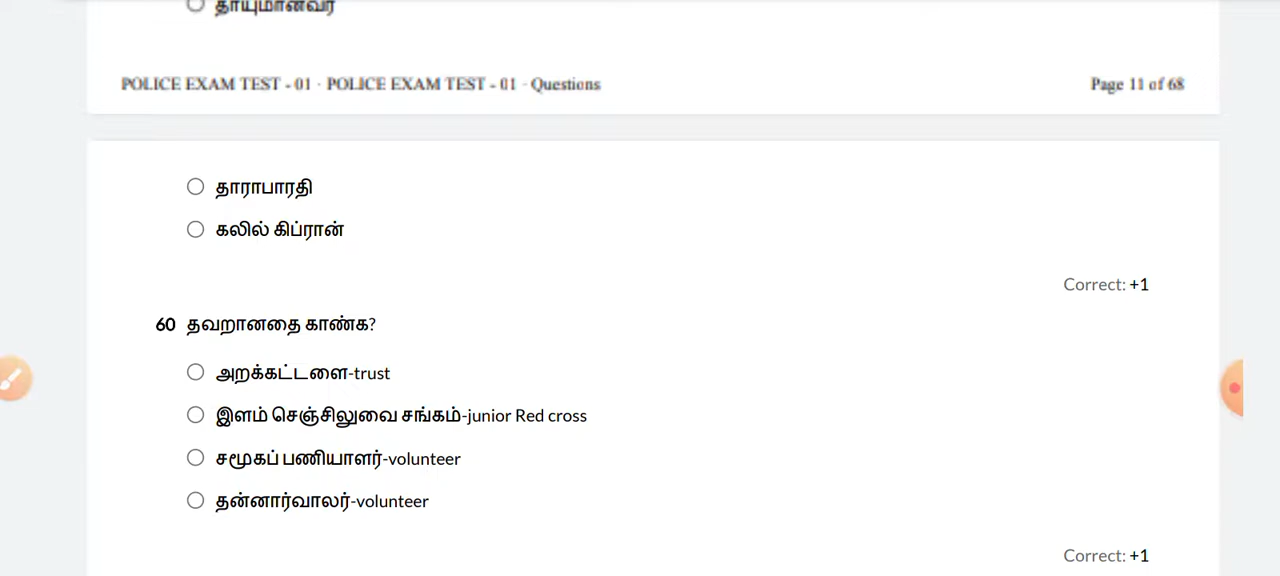 தாயுமானவர்
POLICE EXAM TEST - 01 · POLICE EXAM TEST - 01 - Questions
Page 11 of 68
தாராபாரதி
கலில் கிப்ரான்
Correct: +1
60 தவறானதை காண்க?
அறக்கட்டளை-trust
இளம் செஞ்சிலுவை சங்கம்-junior Red cross
சமூகப் பணியாளர்-volunteer
தன்னார்வாலர்-volunteer
Correct: +1